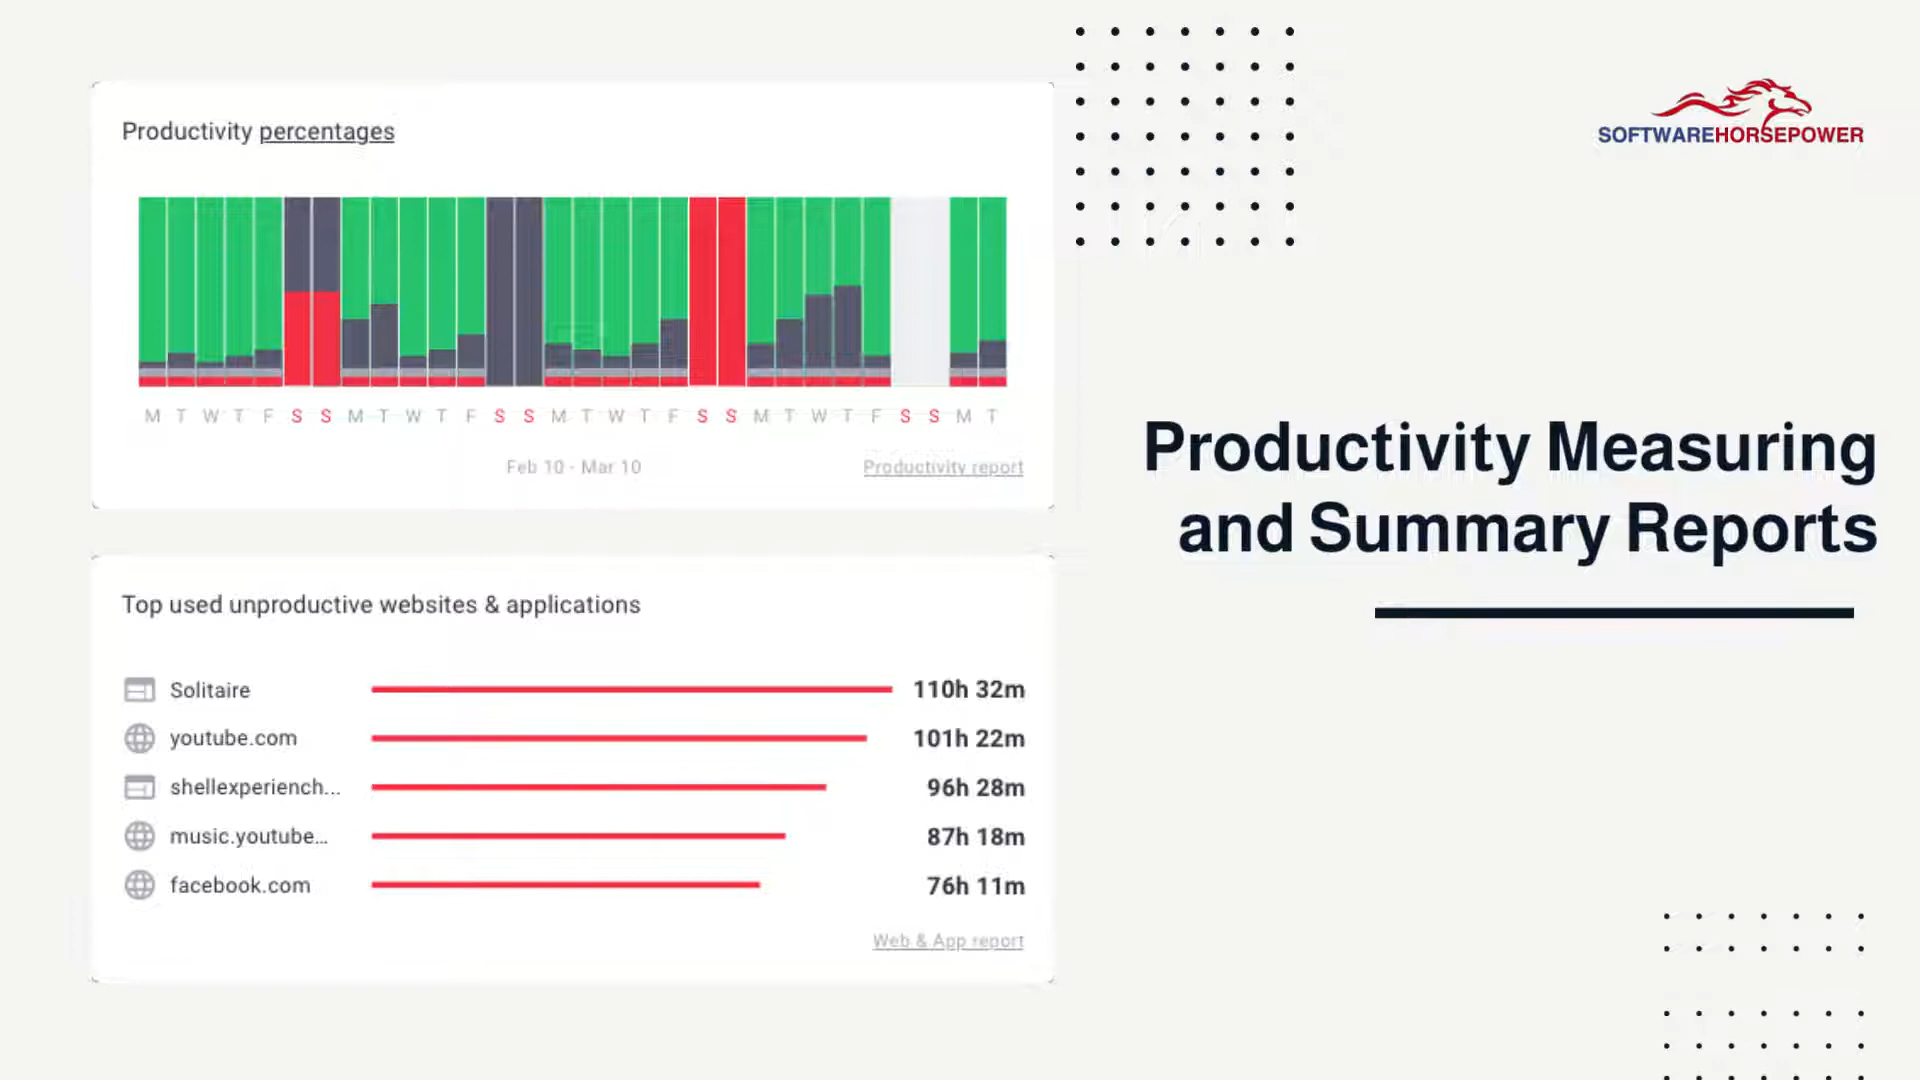 Productivity percentages
M T W T F S S M T W T F S S M T W T F S S M T W T F S S M T
Feb 10 - Mar 10
Productivity report
Top used unproductive websites & applications
Solitaire 110h 32m
youtube.com 101h 22m
shellexperiench... 96h 28m
music.youtube... 87h 18m
facebook.com 76h 11m
Web & App report
SOFTWAREHORSEPOWER
Productivity Measuring
and Summary Reports